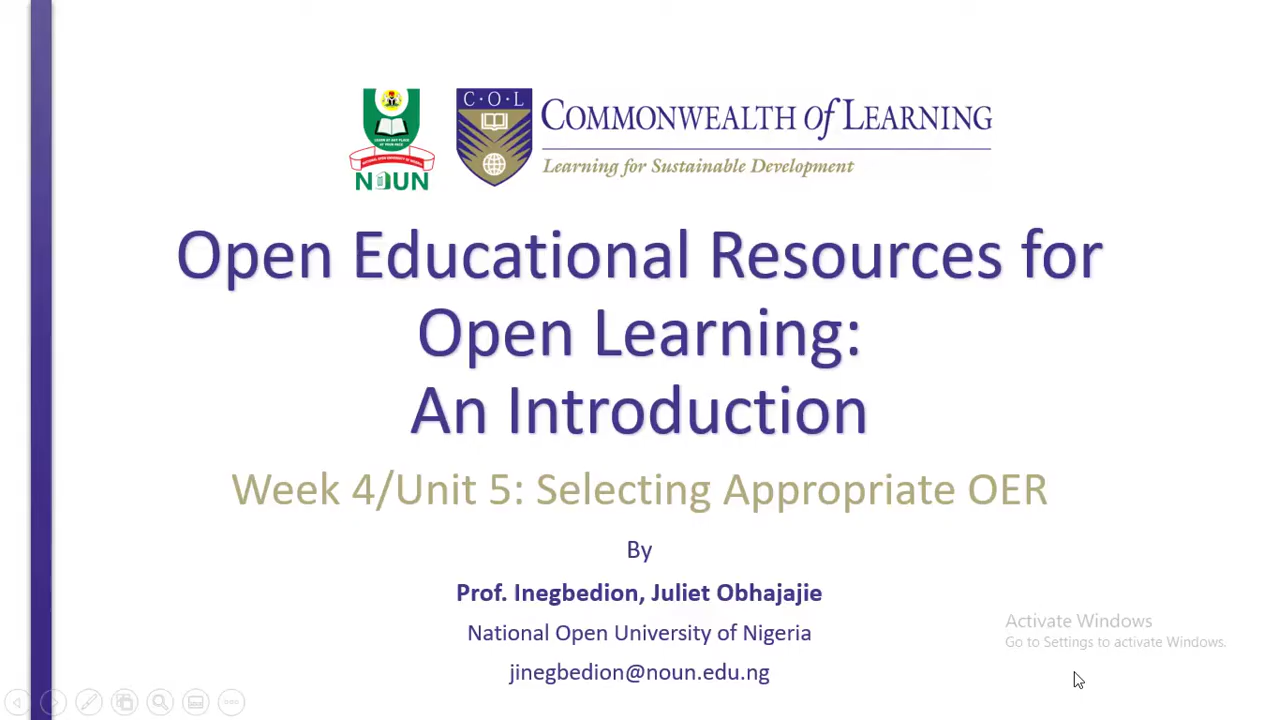 C·O·L
COMMONWEALTH of LEARNING
Learning for Sustainable Development
NOUN
Open Educational Resources for
Open Learning:
An Introduction
Week 4/Unit 5: Selecting Appropriate OER
By
Prof. Inegbedion, Juliet Obhajajie
National Open University of Nigeria
jinegbedion@noun.edu.ng
Activate Windows
Go to Settings to activate Windows.